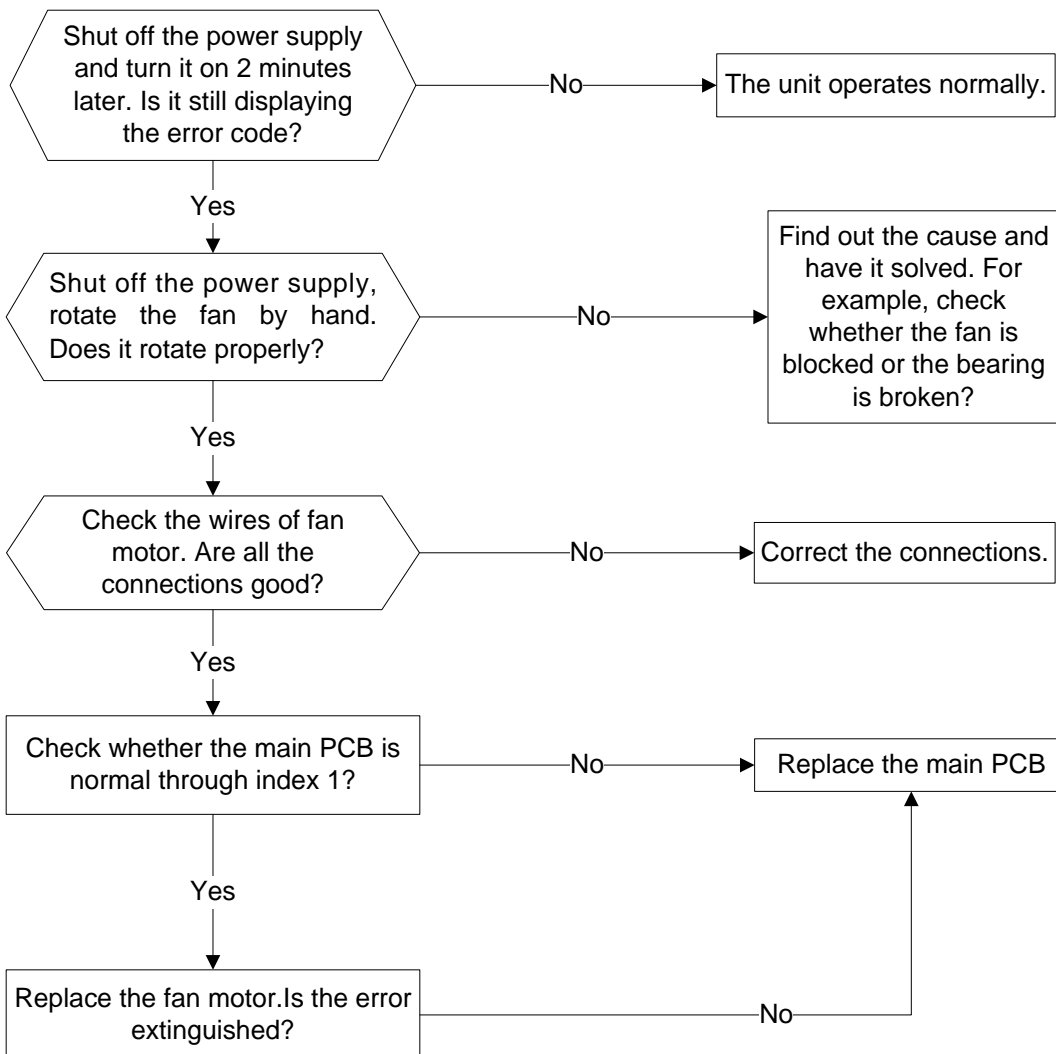 Shut off the power supply
and turn it on 2 minutes
later. Is it still displaying
the error code?
No
The unit operates normally.
Yes
Shut off the power supply,
rotate the fan by hand.
Does it rotate properly?
No
Find out the cause and
have it solved. For
example, check
whether the fan is
blocked or the bearing
is broken?
Yes
Check the wires of fan
motor. Are all the
connections good?
No
Correct the connections.
Yes
Check whether the main PCB is
normal through index 1?
No
Replace the main PCB
Yes
Replace the fan motor.Is the error
extinguished?
No